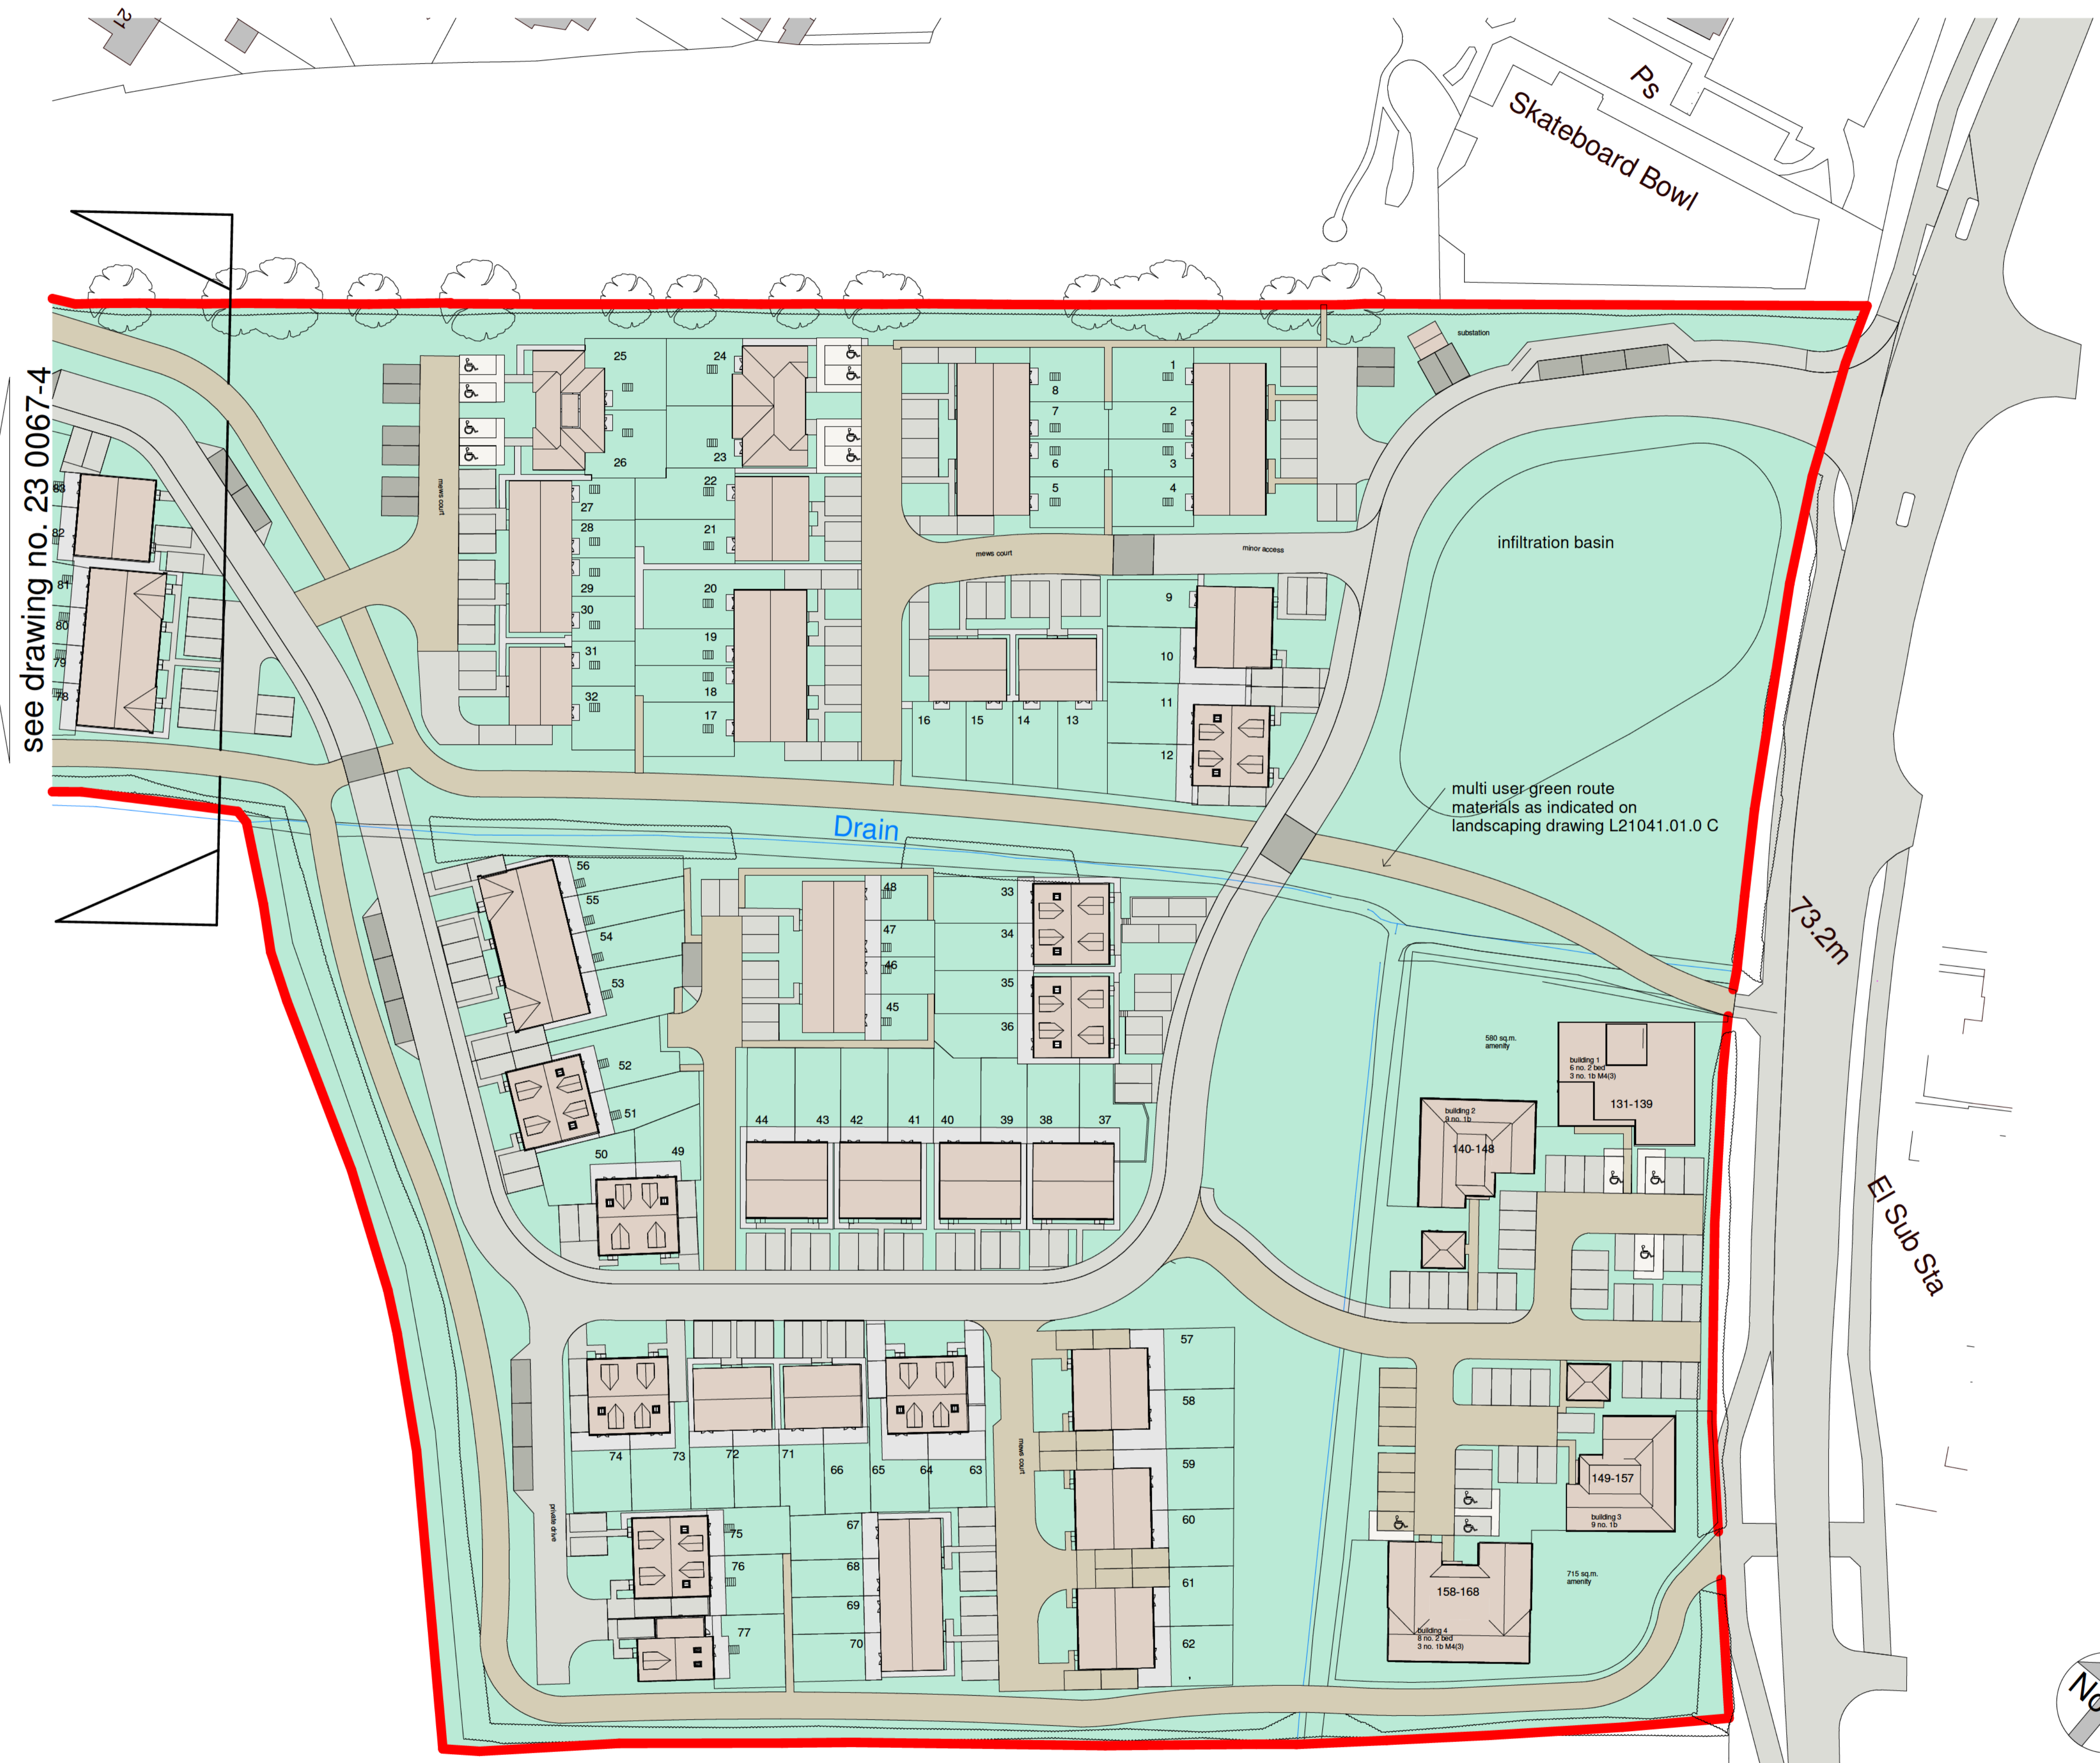 21
Ps
Skateboard Bowl
substation
see drawing no. 23 0067-4
25
24
1
8
7
2
26
23
6
3
mews court
22
5
4
83
27
82
28
21
infiltration basin
mews court
minor access
81
29
20
9
80
30
19
79
31
10
78
32
18
11
17
16
15
14
13
12
multi user green route
materials as indicated on
landscaping drawing L21041.01.0 C
Drain
56
48
33
55
47
34
54
46
53
35
45
36
73.2m
52
51
580 sq.m.
amenity
building 1
6 no. 2 bed
3 no. 1b M4(3)
131-139
building 2
9 no. 1b
140-148
44
43
42
41
40
39
38
37
50
49
El Sub Sta
57
58
74
73
72
71
66
65
64
63
59
mews court
149-157
building 3
9 no. 1b
private drive
75
67
60
76
68
61
69
77
70
62
715 sq.m.
amenity
158-168
building 4
8 no. 2 bed
3 no. 1b M4(3)